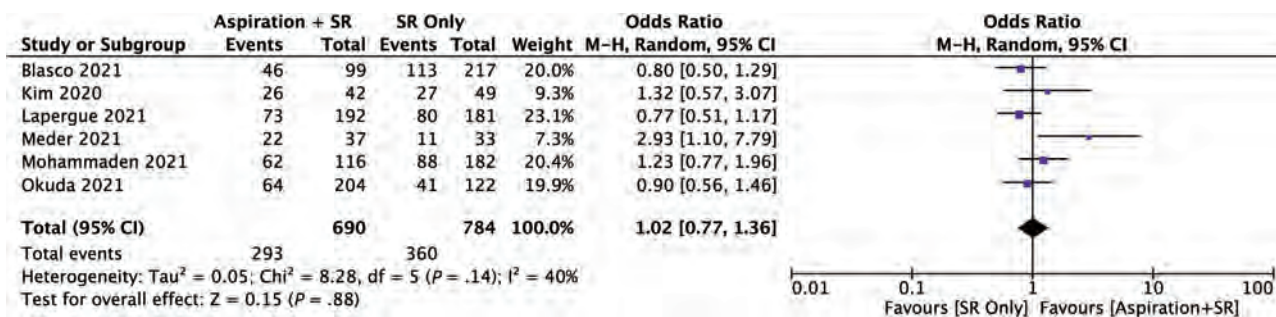 Aspiration + SR SR Only Odds Ratio Odds Ratio
Study or Subgroup Events Total Events Total Weight M-H, Random, 95% CI M-H, Random, 95% CI
Blasco 2021 46 99 113 217 20.0% 0.80 [0.50, 1.29]
Kim 2020 26 42 27 49 9.3% 1.32 [0.57, 3.07]
Lapergue 2021 73 192 80 181 23.1% 0.77 [0.51, 1.17]
Meder 2021 22 37 11 33 7.3% 2.93 [1.10, 7.79]
Mohammaden 2021 62 116 88 182 20.4% 1.23 [0.77, 1.96]
Okuda 2021 64 204 41 122 19.9% 0.90 [0.56, 1.46]
Total (95% CI) 690 784 100.0% 1.02 [0.77, 1.36]
Total events 293 360
Heterogeneity: Tau² = 0.05; Chi² = 8.28, df = 5 (P = .14); I² = 40%
Test for overall effect: Z = 0.15 (P = .88)
0.01 0.1 1 10 100
Favours [SR Only] Favours [Aspiration+SR]